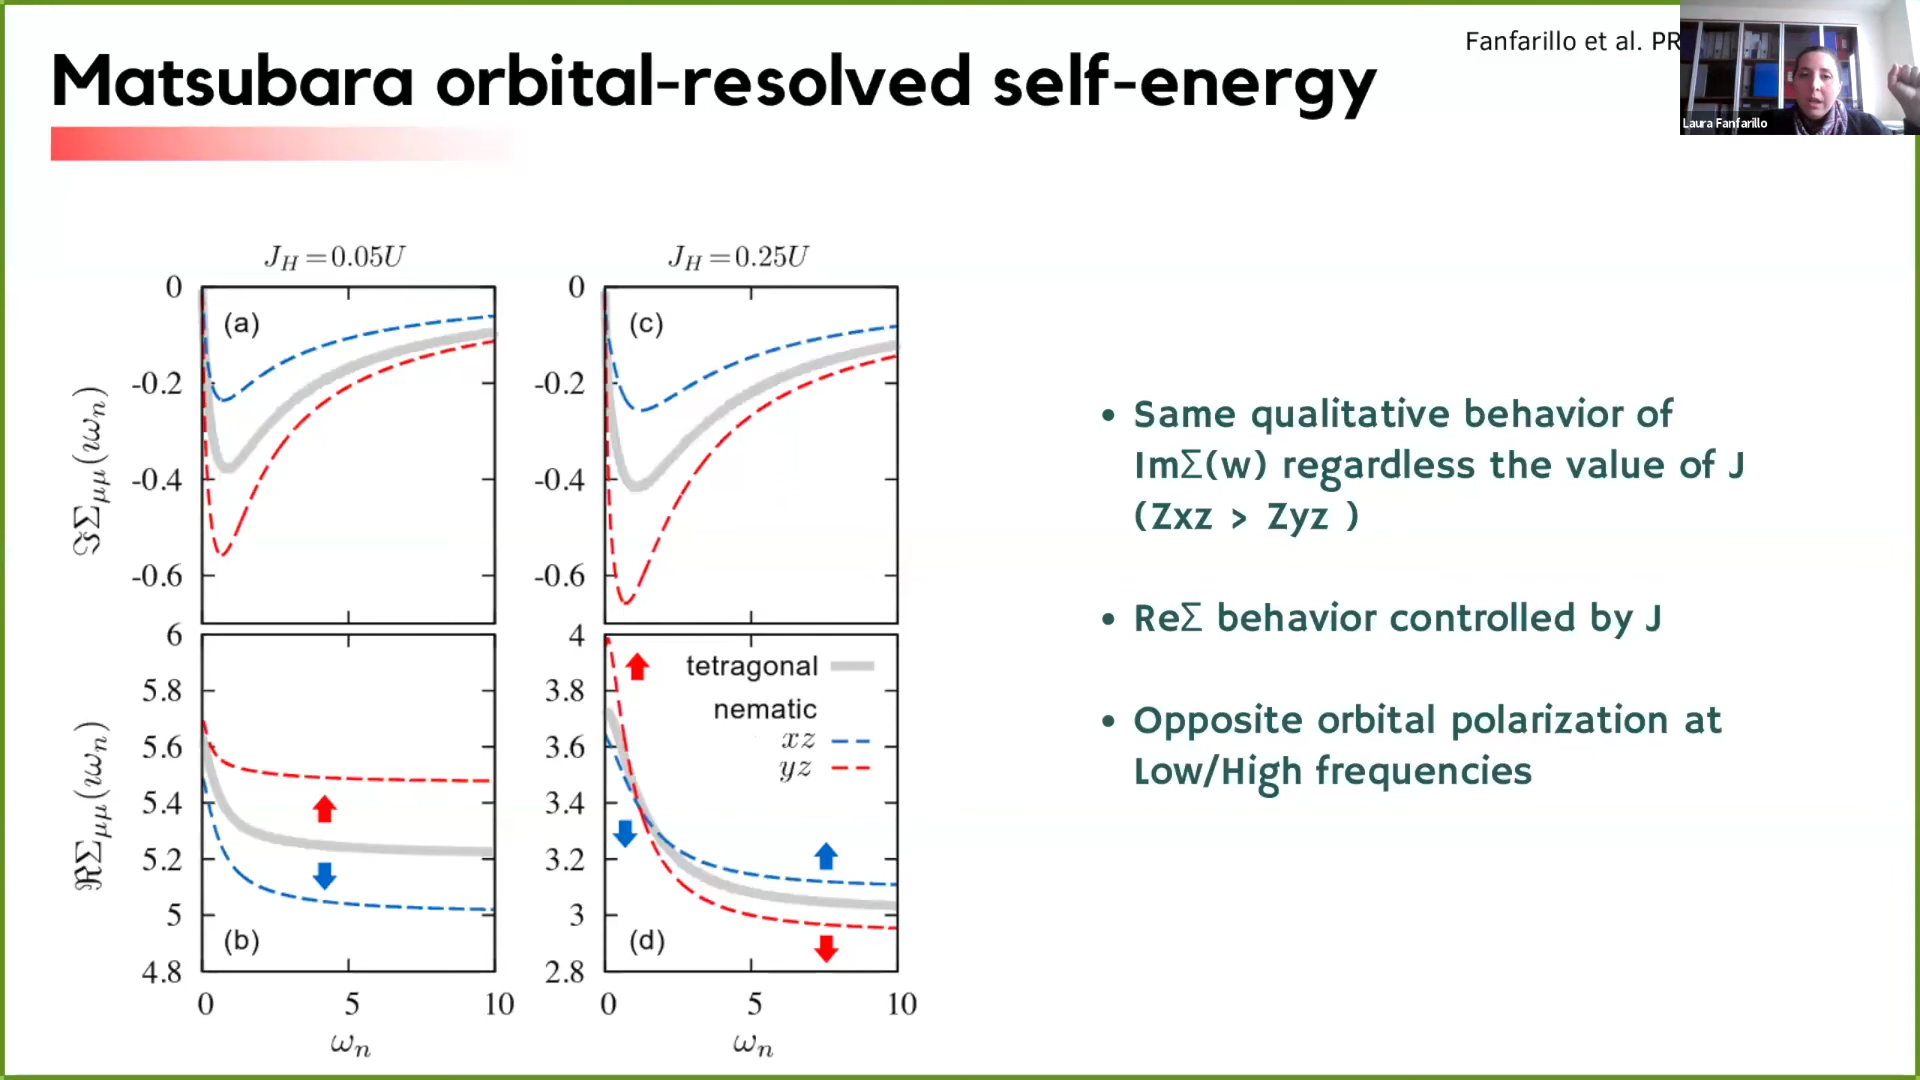 Matsubara orbital-resolved self-energy
Fanfarillo et al. PR
Laura Fanfarillo
J_H = 0.05U
J_H = 0.25U
0
-0.2
-0.4
-0.6
ℑΣ_μμ(ιω_n)
(a)
0
-0.2
-0.4
-0.6
(c)
6
5.8
5.6
5.4
5.2
5
4.8
ℜΣ_μμ(ιω_n)
(b)
0
5
10
ω_n
4
3.8
3.6
3.4
3.2
3
2.8
tetragonal
nematic
xz
yz
(d)
0
5
10
ω_n
• Same qualitative behavior of
ImΣ(w) regardless the value of J
(Zxz > Zyz )
• ReΣ behavior controlled by J
• Opposite orbital polarization at
Low/High frequencies